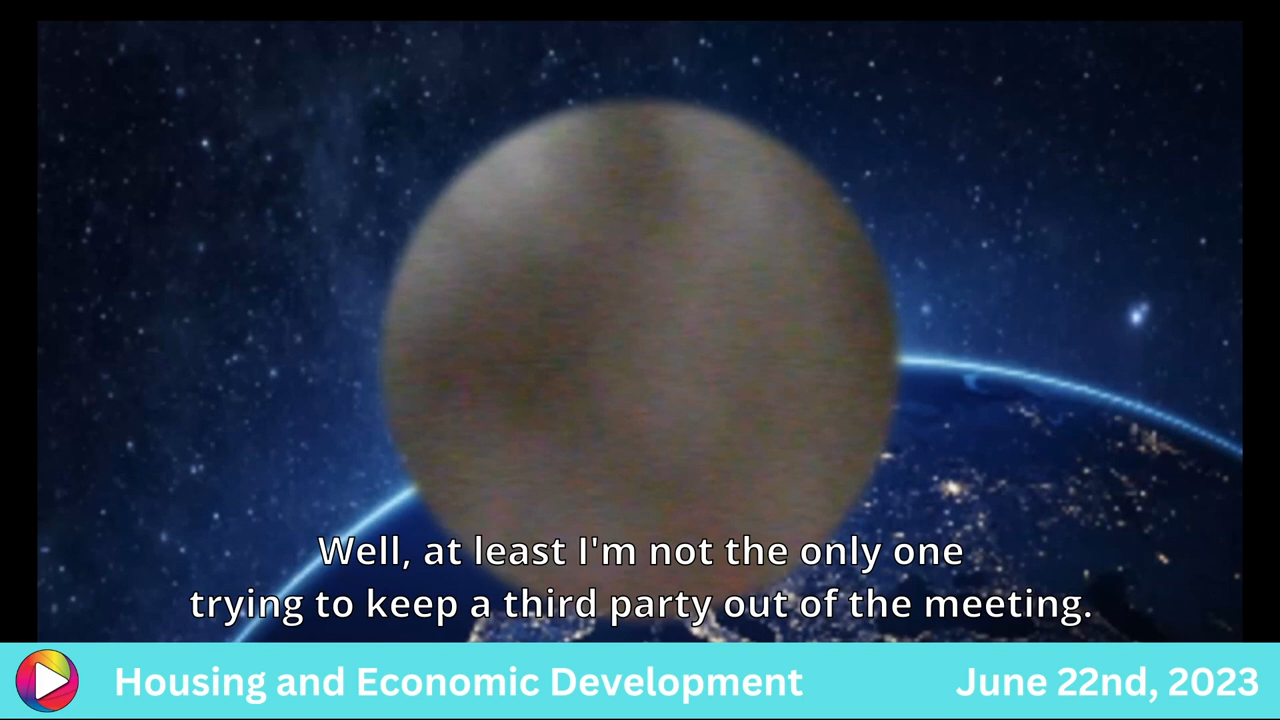 Well, at least I'm not the only one
trying to keep a third party out of the meeting.
Housing and Economic Development
June 22nd, 2023